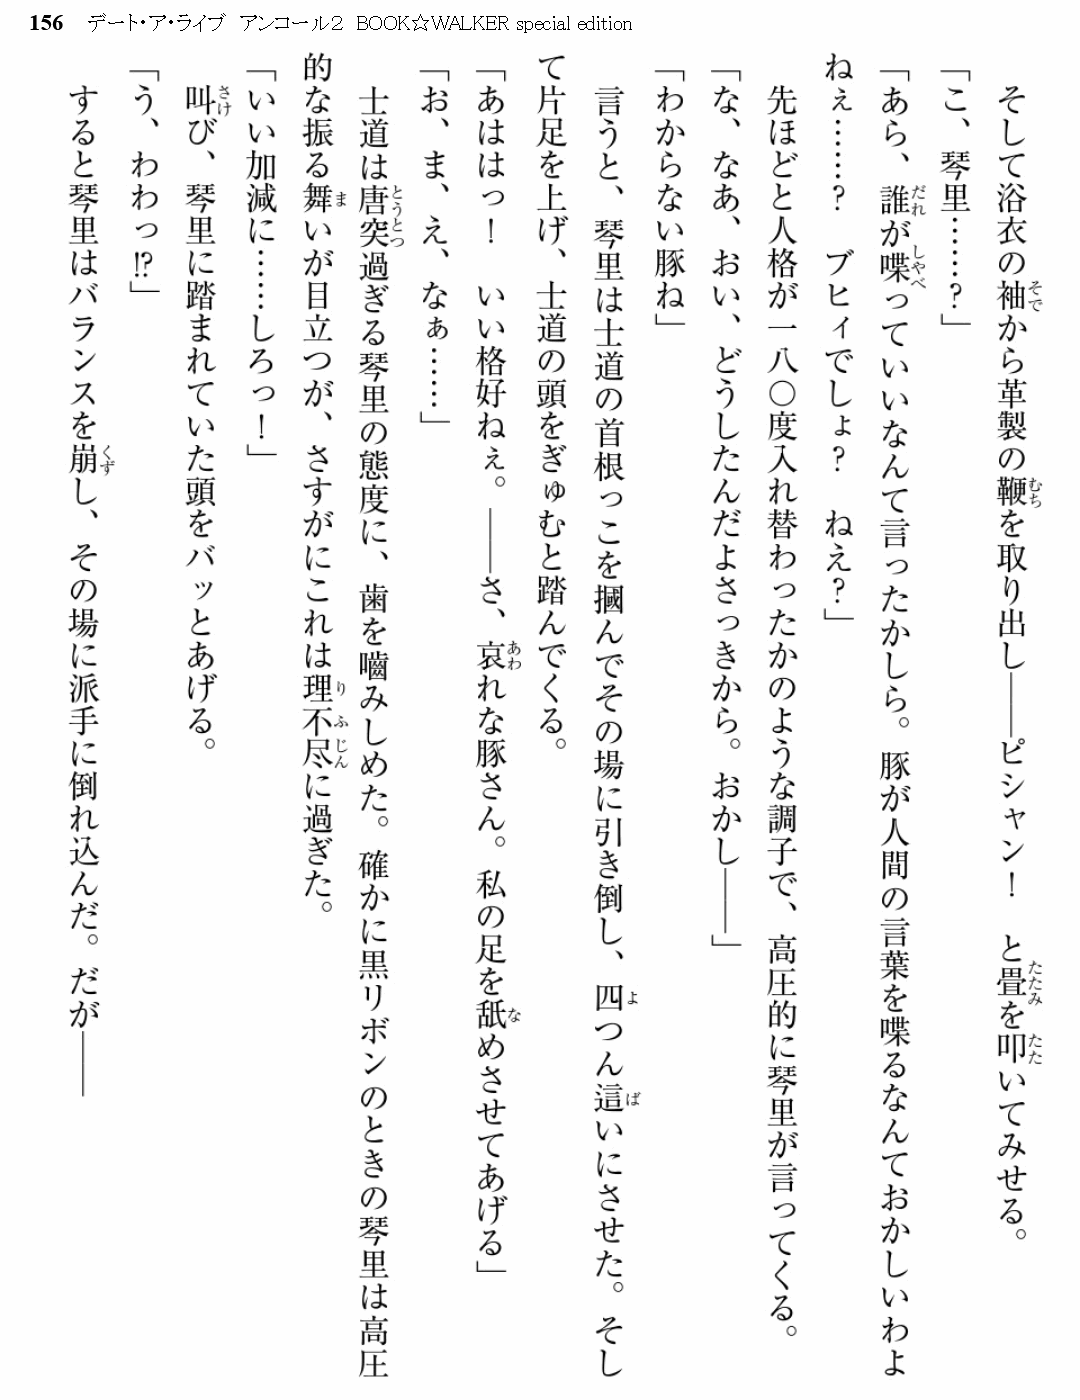 156 デート・ア・ライブ アンコール2 BOOK☆WALKER special edition
そして浴衣の袖から革製の鞭を取り出し――ピシャン！　と畳を叩いてみせる。
「こ、琴里……？」
「あら、誰が喋っていいなんて言ったかしら。豚が人間の言葉を喋るなんておかしいわよ
ねぇ……？　ブヒィでしょ？　ねえ？」
先ほどと人格が一八〇度入れ替わったかのような調子で、高圧的に琴里が言ってくる。
「な、なあ、おい、どうしたんだよさっきから。おかし――」
「わからない豚ね」
言うと、琴里は士道の首根っこを摑んでその場に引き倒し、四つん這いにさせた。そし
て片足を上げ、士道の頭をぎゅむと踏んでくる。
「あははっ！　いい格好ねぇ。――さ、哀れな豚さん。私の足を舐めさせてあげる」
「お、ま、え、なぁ……」
士道は唐突過ぎる琴里の態度に、歯を嚙みしめた。確かに黒リボンのときの琴里は高圧
的な振る舞いが目立つが、さすがにこれは理不尽に過ぎた。
「いい加減に……しろっ！」
叫び、琴里に踏まれていた頭をバッとあげる。
「う、わわっ!?」
すると琴里はバランスを崩し、その場に派手に倒れ込んだ。だが――